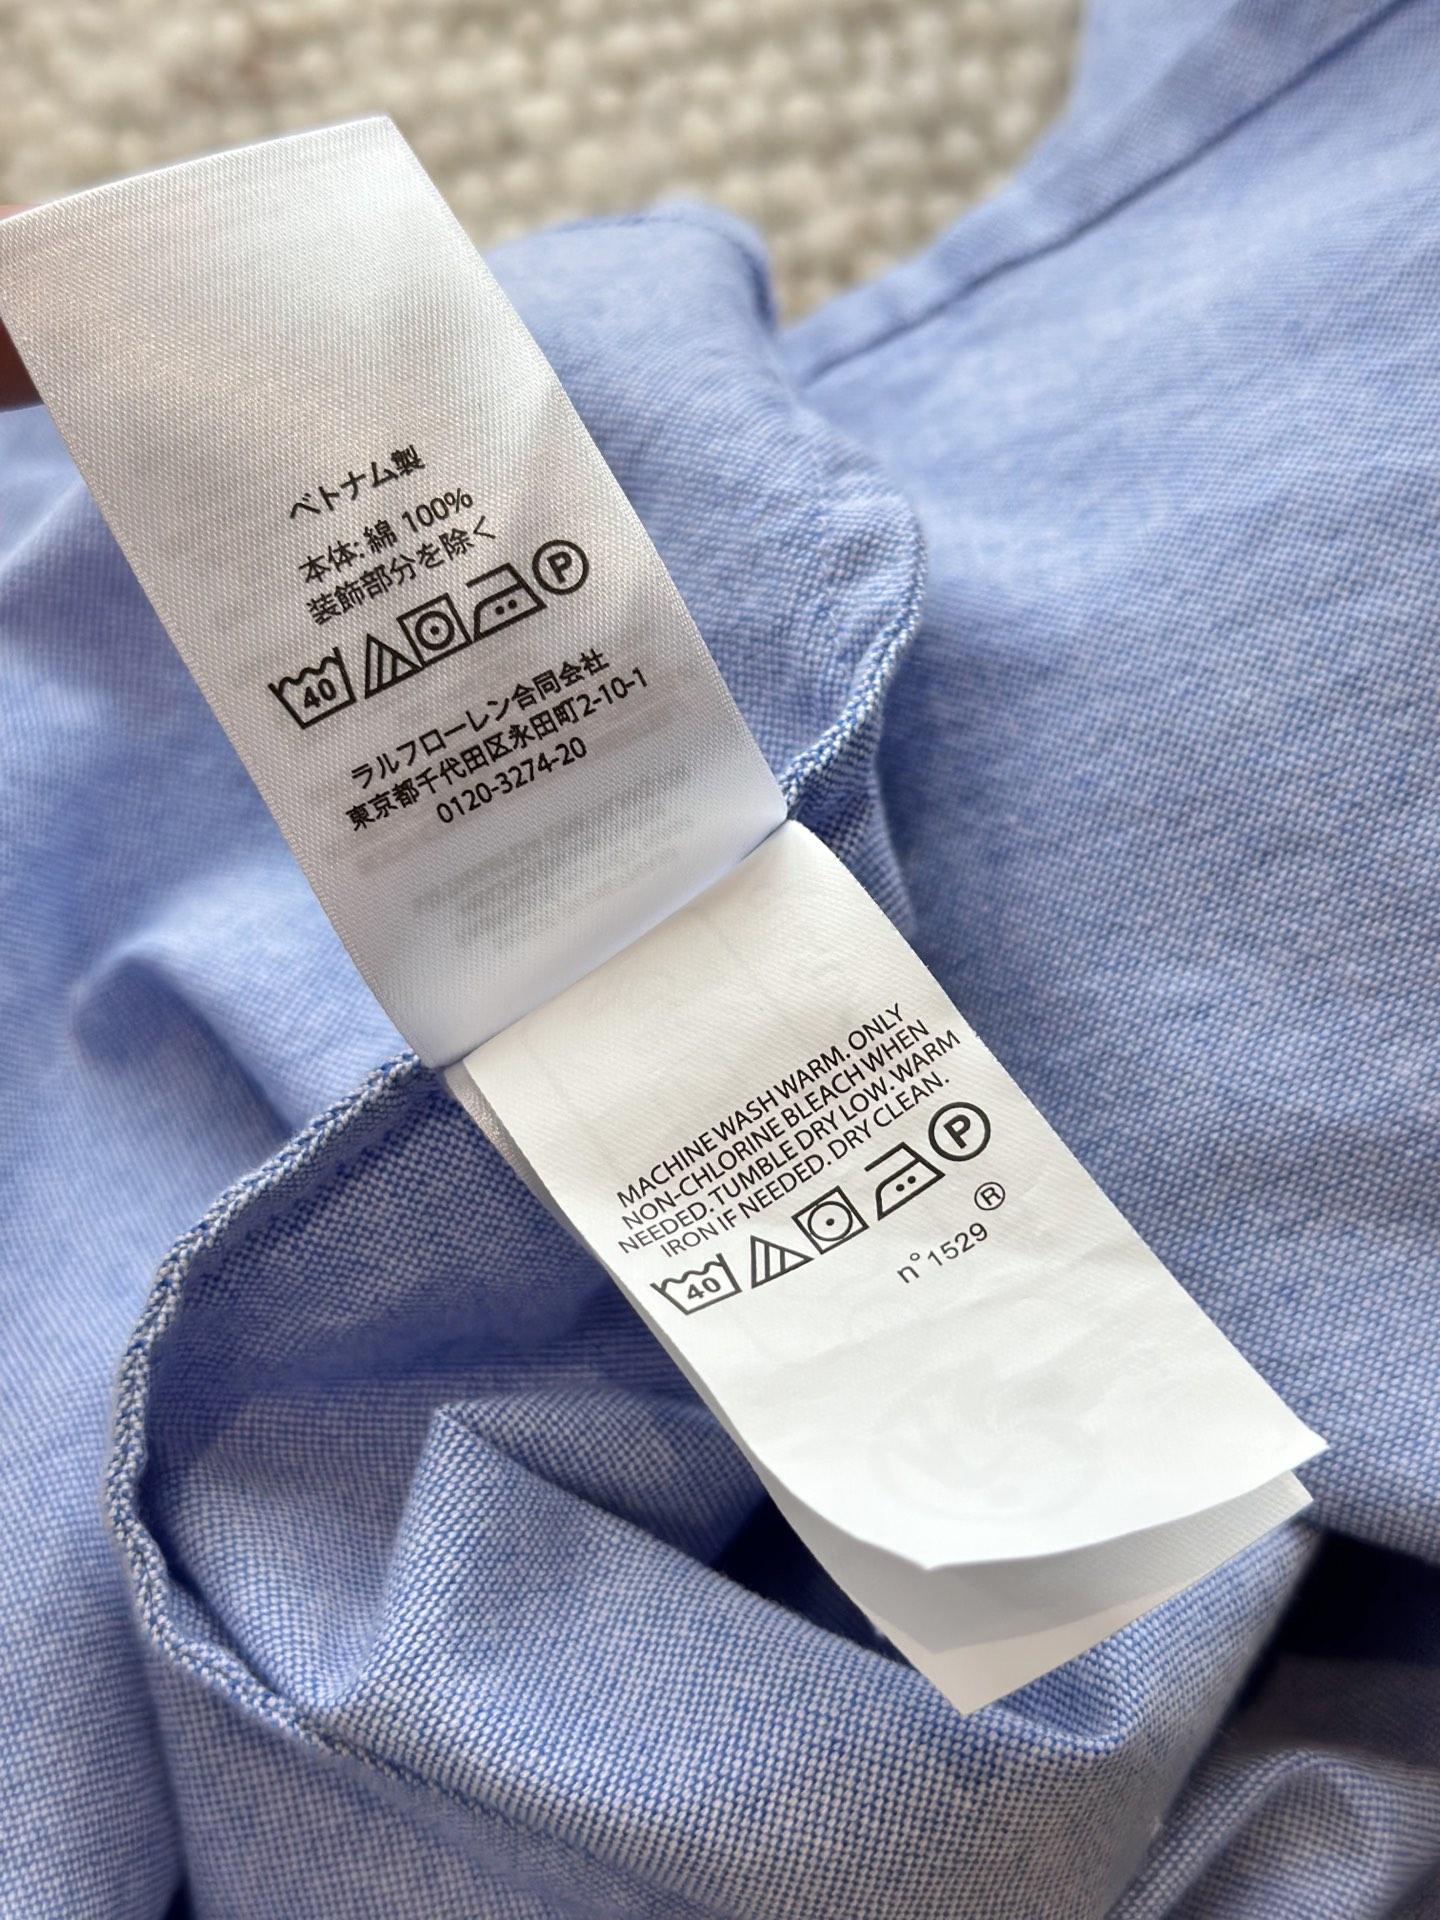 ベトナム製
本体: 綿 100%
装飾部分を除く
40 P
ラルフローレン合同会社
東京都千代田区永田町2-10-1
0120-3274-20
MACHINE WASH WARM. ONLY
NON-CHLORINE BLEACH WHEN
NEEDED. TUMBLE DRY LOW. WARM
IRON IF NEEDED. DRY CLEAN.
40 P
n° 1529 ®